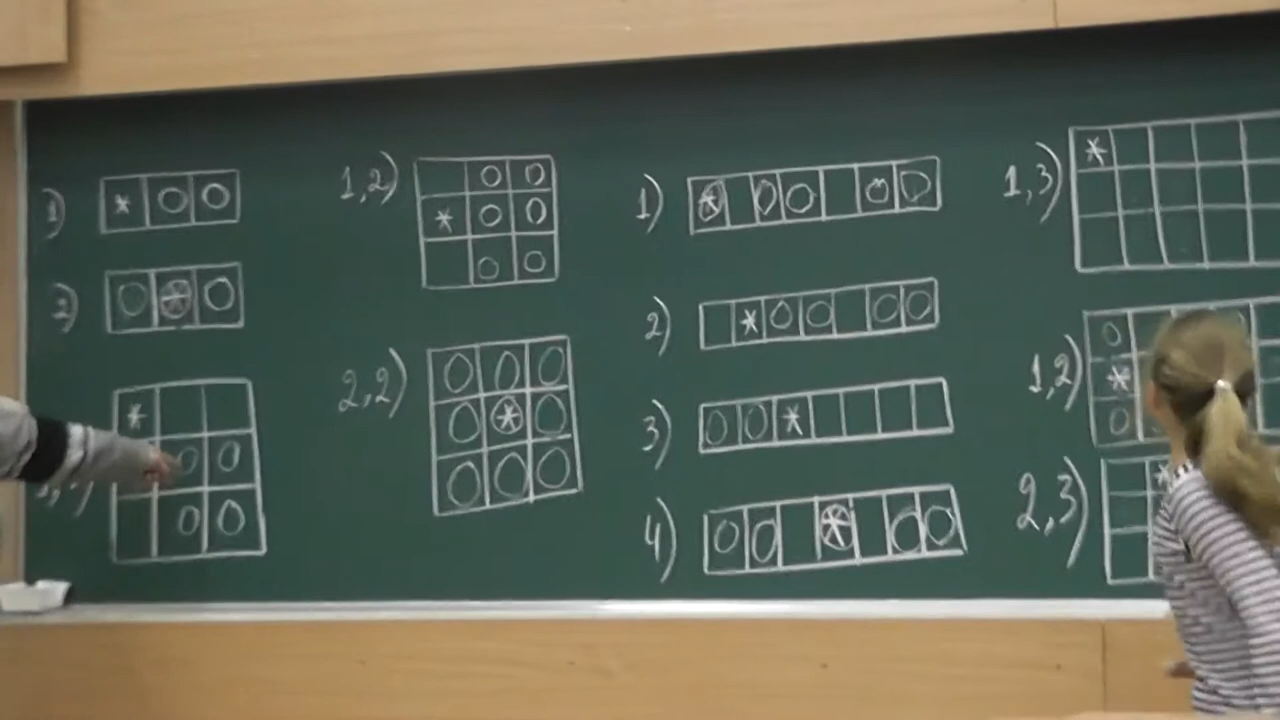 1)
* O O
2)
O * O
*
O O
O O
1,2)
O O
* O O
O O
2,2)
O O O
O * O
O O O
1)
* O O O O
2)
* O O O O
3)
O O *
4)
O O * O O
1,3)
*
1,2)
O
*
O
2,3)
*